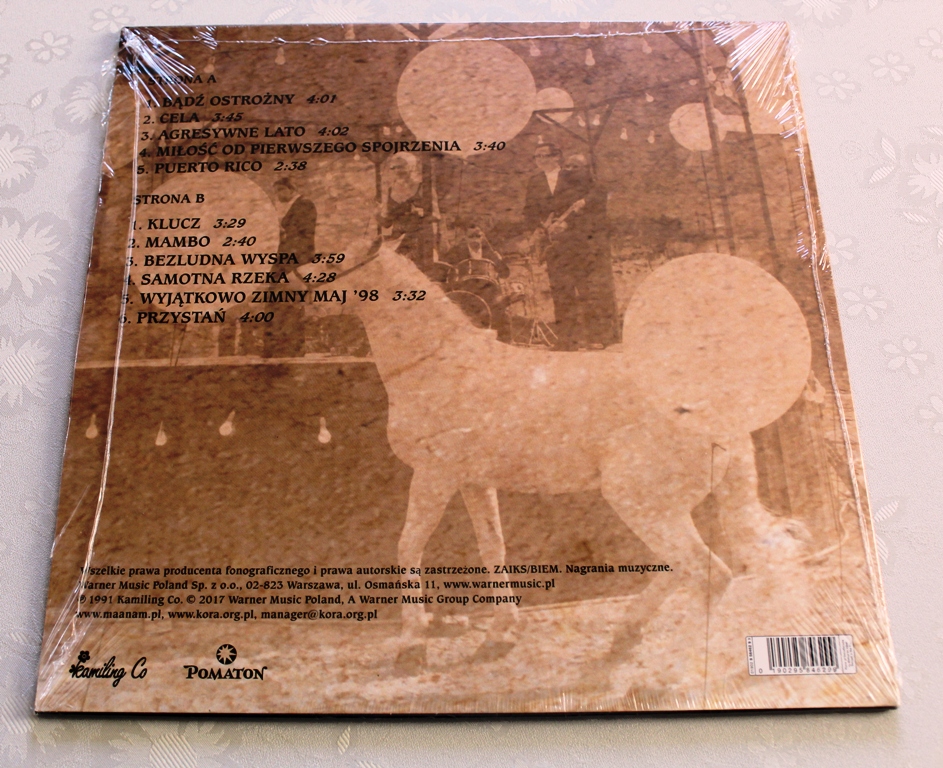 STRONA A
1. BĄDŹ OSTROŻNY 4:01
2. CELA 3:45
3. AGRESYWNE LATO 4:02
4. MIŁOŚĆ OD PIERWSZEGO SPOJRZENIA 3:40
5. PUERTO RICO 2:38
STRONA B
1. KLUCZ 3:29
2. MAMBO 2:40
3. BEZLUDNA WYSPA 3:59
4. SAMOTNA RZEKA 4:28
5. WYJĄTKOWO ZIMNY MAJ '98 3:32
6. PRZYSTAŃ 4:00
Wszelkie prawa producenta fonograficznego i prawa autorskie są zastrzeżone. ZAIKS/BIEM. Nagrania muzyczne.
Warner Music Poland Sp. z o.o., 02-823 Warszawa, ul. Osmańska 11, www.warnermusic.pl
℗ 1991 Kamiling Co. © 2017 Warner Music Poland, A Warner Music Group Company
www.maanam.pl, www.kora.org.pl, manager@kora.org.pl
Kamiling Co
POMATON